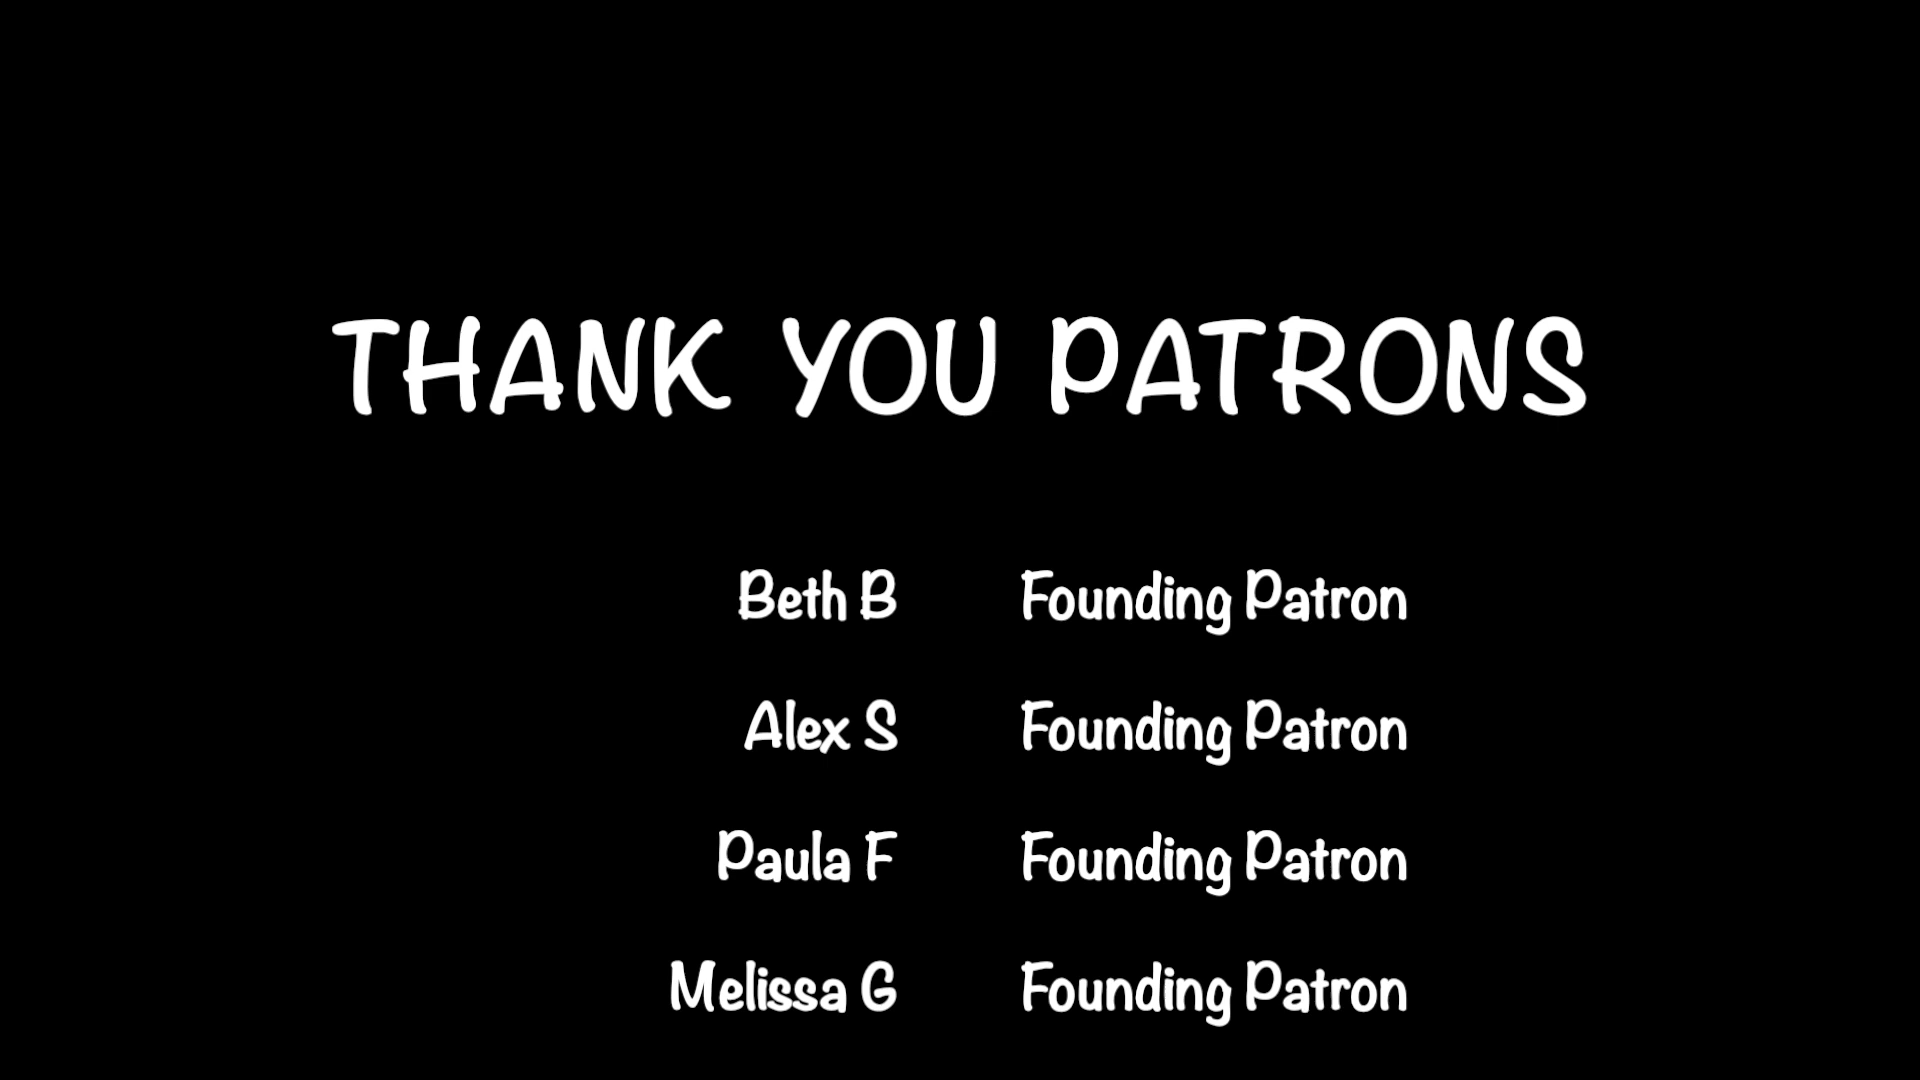 THANK YOU PATRONS
Beth B Founding Patron
Alex S Founding Patron
Paula F Founding Patron
Melissa G Founding Patron